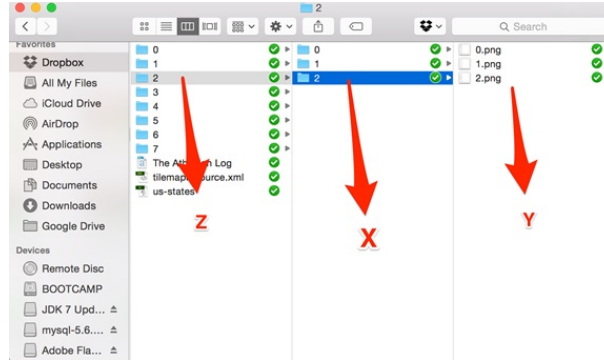 2
Search
Favorites
Dropbox
All My Files
iCloud Drive
AirDrop
Applications
Desktop
Documents
Downloads
Google Drive
Devices
Remote Disc
BOOTCAMP
JDK 7 Upd...
mysql-5.6....
Adobe Fla...
0
1
2
3
4
5
6
7
The Log
tilemap urce.xml
us-states
Z
0
1
2
X
0.png
1.png
2.png
Y